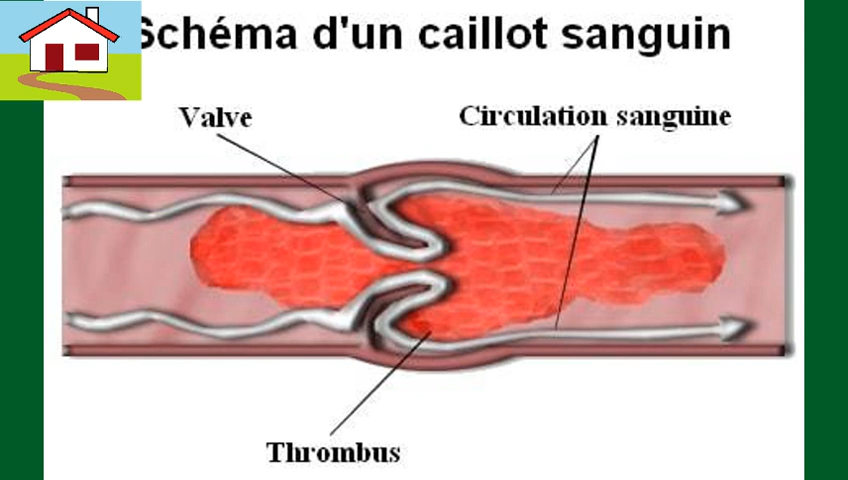 Schéma d'un caillot sanguin
Valve
Circulation sanguine
Thrombus